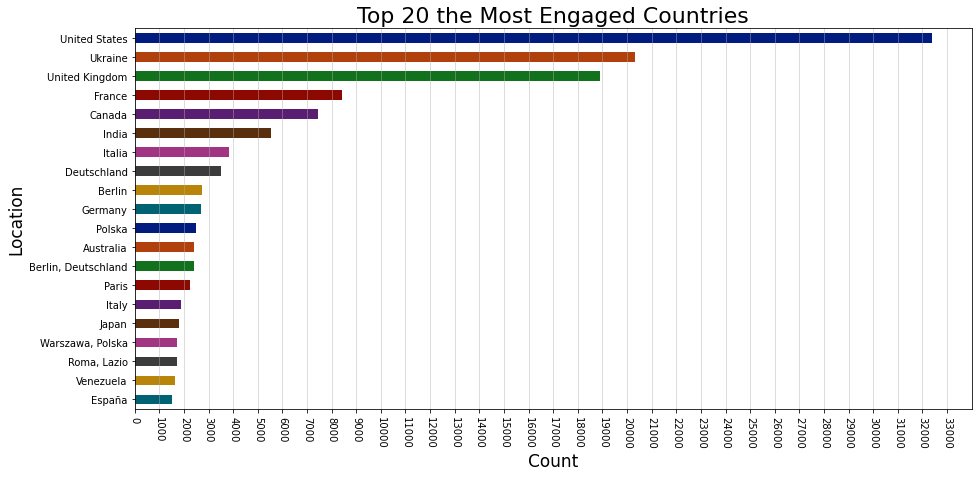 Top 20 the Most Engaged Countries
Location
United States
Ukraine
United Kingdom
France
Canada
India
Italia
Deutschland
Berlin
Germany
Polska
Australia
Berlin, Deutschland
Paris
Italy
Japan
Warszawa, Polska
Roma, Lazio
Venezuela
España
0
1000
2000
3000
4000
5000
6000
7000
8000
9000
10000
11000
12000
13000
14000
15000
16000
17000
18000
19000
20000
21000
22000
23000
24000
25000
26000
27000
28000
29000
30000
31000
32000
33000
Count